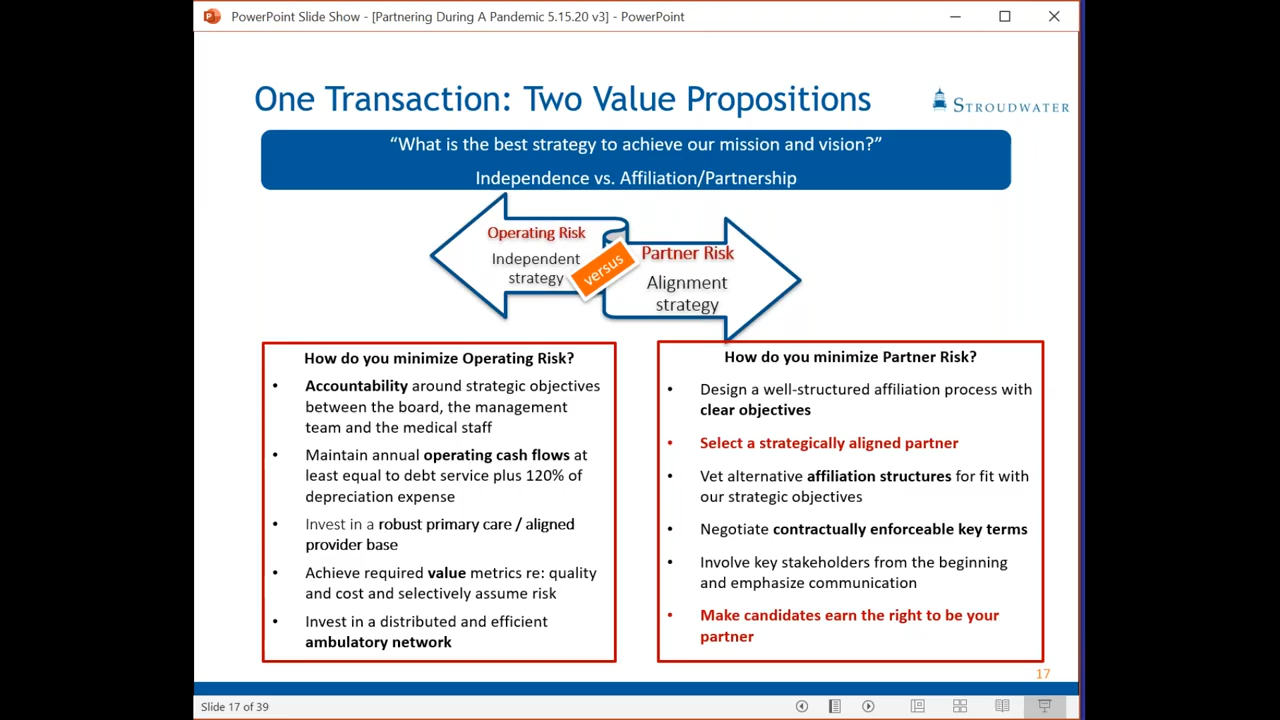 PowerPoint Slide Show - [Partnering During A Pandemic 5.15.20 v3] - PowerPoint
One Transaction: Two Value Propositions
STROUDWATER
“What is the best strategy to achieve our mission and vision?”
Independence vs. Affiliation/Partnership
Operating Risk
Independent
strategy
versus
Partner Risk
Alignment
strategy
How do you minimize Operating Risk?
• Accountability around strategic objectives
between the board, the management
team and the medical staff
• Maintain annual operating cash flows at
least equal to debt service plus 120% of
depreciation expense
• Invest in a robust primary care / aligned
provider base
• Achieve required value metrics re: quality
and cost and selectively assume risk
• Invest in a distributed and efficient
ambulatory network
How do you minimize Partner Risk?
• Design a well-structured affiliation process with
clear objectives
• Select a strategically aligned partner
• Vet alternative affiliation structures for fit with
our strategic objectives
• Negotiate contractually enforceable key terms
• Involve key stakeholders from the beginning
and emphasize communication
• Make candidates earn the right to be your
partner
17
Slide 17 of 39